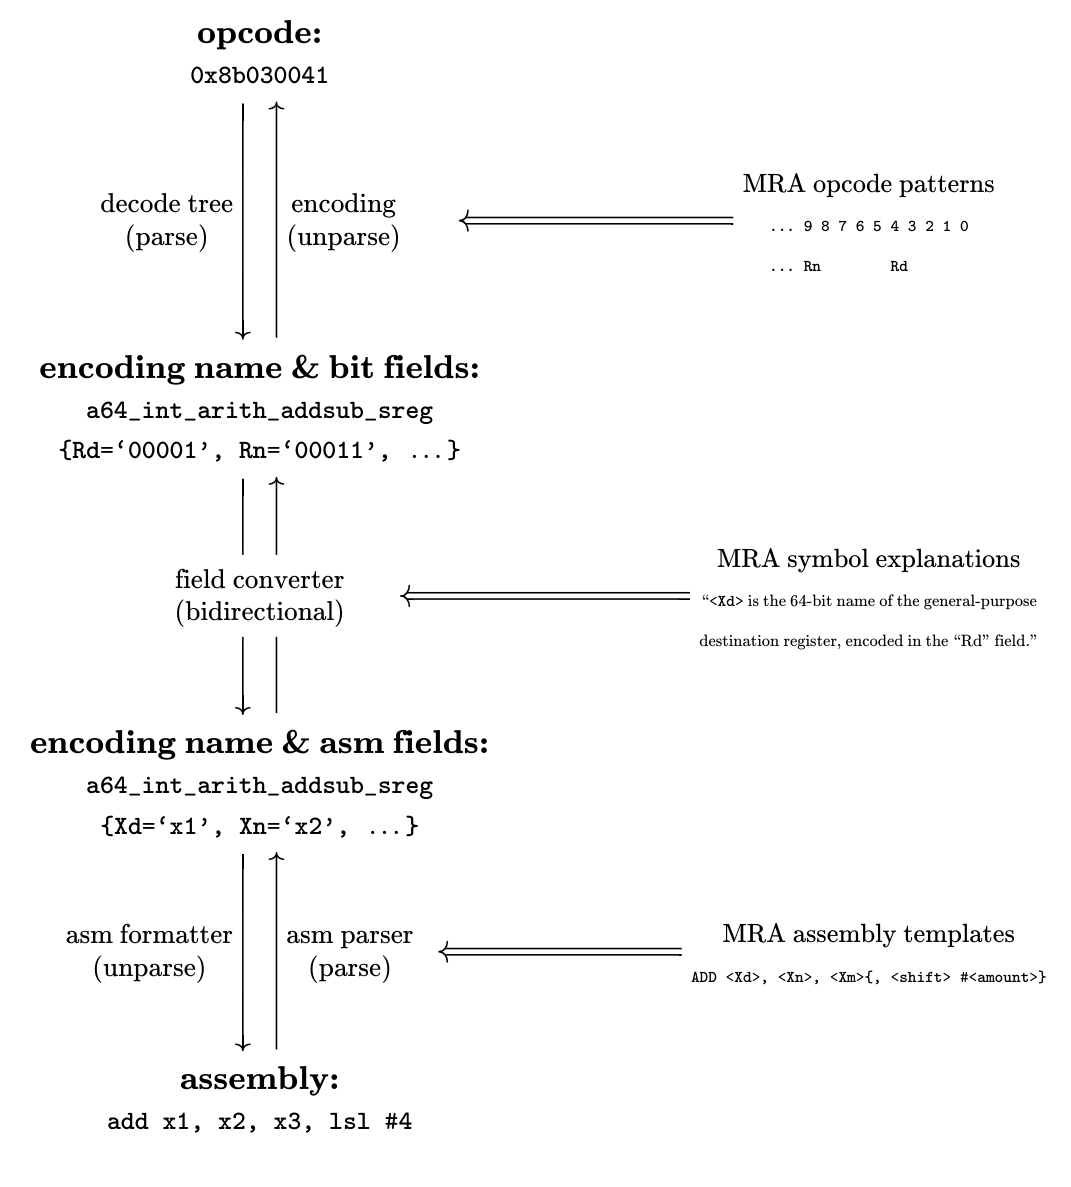 opcode:
0x8b030041
decode tree
(parse)
encoding
(unparse)
MRA opcode patterns
... 9 8 7 6 5 4 3 2 1 0
... Rn Rd
encoding name & bit fields:
a64_int_arith_addsub_sreg
{Rd=‘00001’, Rn=‘00011’, ...}
field converter
(bidirectional)
MRA symbol explanations
“<Xd> is the 64-bit name of the general-purpose
destination register, encoded in the “Rd” field.”
encoding name & asm fields:
a64_int_arith_addsub_sreg
{Xd=‘x1’, Xn=‘x2’, ...}
asm formatter
(unparse)
asm parser
(parse)
MRA assembly templates
ADD <Xd>, <Xn>, <Xm>{, <shift> #<amount>}
assembly:
add x1, x2, x3, lsl #4